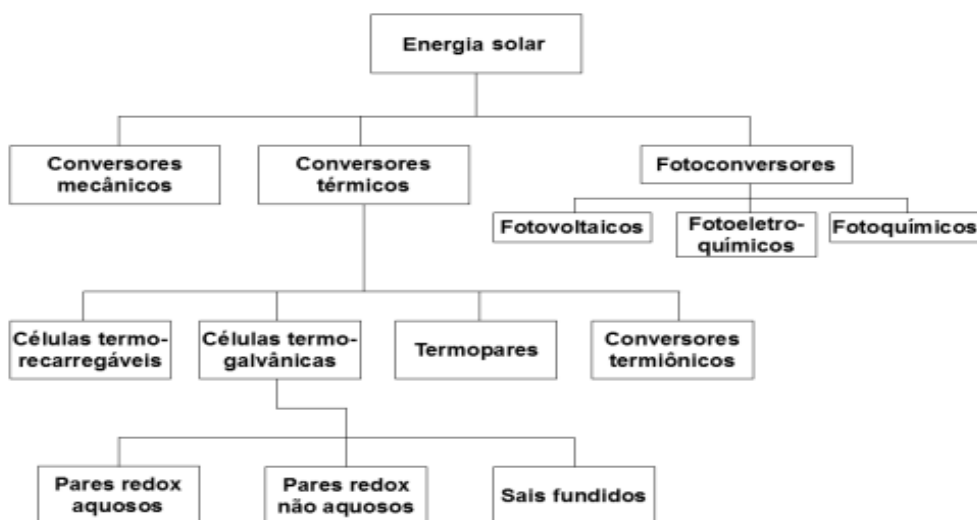 Energia solar
Conversores
mecânicos
Conversores
térmicos
Fotoconversores
Fotovoltaicos
Fotoeletro-
químicos
Fotoquímicos
Células termo-
recarregáveis
Células termo-
galvânicas
Termopares
Conversores
termiônicos
Pares redox
aquosos
Pares redox
não aquosos
Sais fundidos